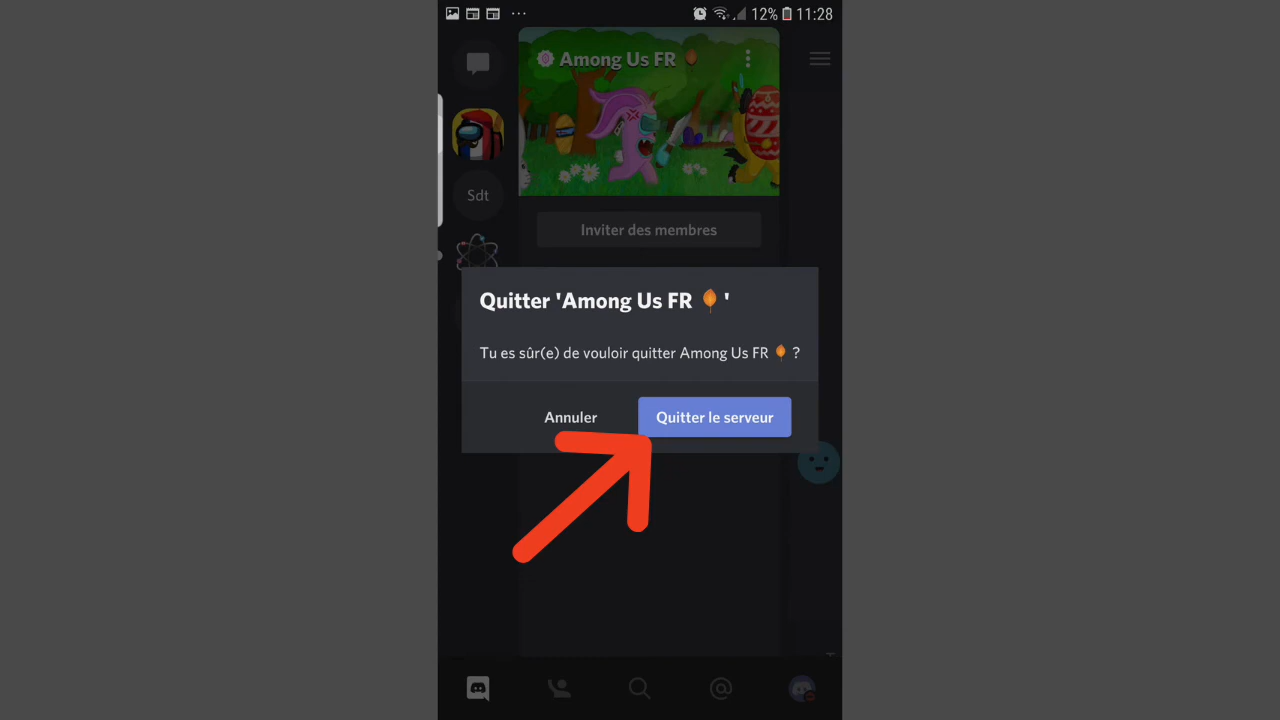 12% 11:28
Among Us FR
Sdt
Inviter des membres
Quitter 'Among Us FR 🍂 '
Tu es sûr(e) de vouloir quitter Among Us FR 🍂 ?
Annuler
Quitter le serveur